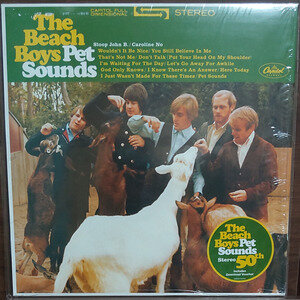 CAPITOL FULL DIMENSIONAL STEREO
The
Beach
Boys Pet
Sounds
Sloop John B. / Caroline No
Wouldn't It Be Nice / You Still Believe In Me
That's Not Me / Don't Talk (Put Your Head On My Shoulder)
I'm Waiting For The Day / Let's Go Away For Awhile
God Only Knows / I Know There's An Answer / Here Today
I Just Wasn't Made For These Times / Pet Sounds
Capitol
The
Beach
Boys Pet
Sounds
Stereo 50th
Includes
Download Voucher